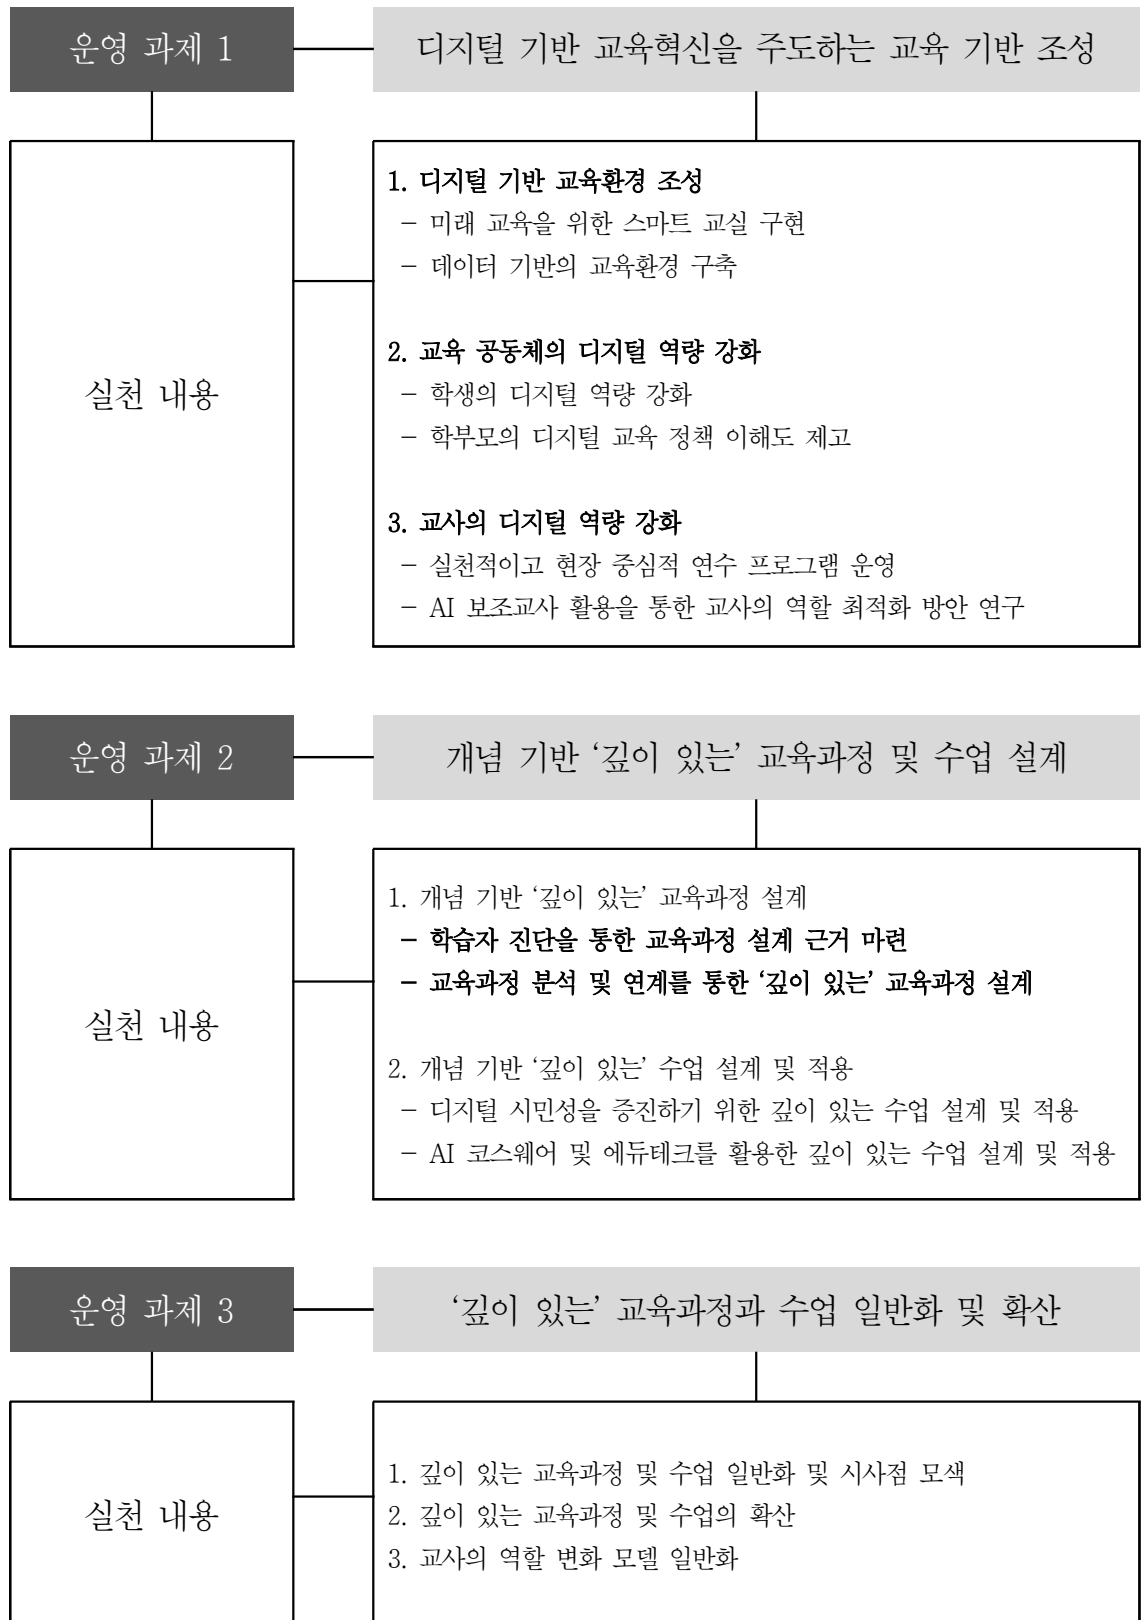 운영 과제 1
디지털 기반 교육혁신을 주도하는 교육 기반 조성
실천 내용
1. 디지털 기반 교육환경 조성
- 미래 교육을 위한 스마트 교실 구현
- 데이터 기반의 교육환경 구축
2. 교육 공동체의 디지털 역량 강화
- 학생의 디지털 역량 강화
- 학부모의 디지털 교육 정책 이해도 제고
3. 교사의 디지털 역량 강화
- 실천적이고 현장 중심적 연수 프로그램 운영
- AI 보조교사 활용을 통한 교사의 역할 최적화 방안 연구
운영 과제 2
개념 기반 ‘깊이 있는’ 교육과정 및 수업 설계
실천 내용
1. 개념 기반 ‘깊이 있는’ 교육과정 설계
- 학습자 진단을 통한 교육과정 설계 근거 마련
- 교육과정 분석 및 연계를 통한 ‘깊이 있는’ 교육과정 설계
2. 개념 기반 ‘깊이 있는’ 수업 설계 및 적용
- 디지털 시민성을 증진하기 위한 깊이 있는 수업 설계 및 적용
- AI 코스웨어 및 에듀테크를 활용한 깊이 있는 수업 설계 및 적용
운영 과제 3
‘깊이 있는’ 교육과정과 수업 일반화 및 확산
실천 내용
1. 깊이 있는 교육과정 및 수업 일반화 및 시사점 모색
2. 깊이 있는 교육과정 및 수업의 확산
3. 교사의 역할 변화 모델 일반화